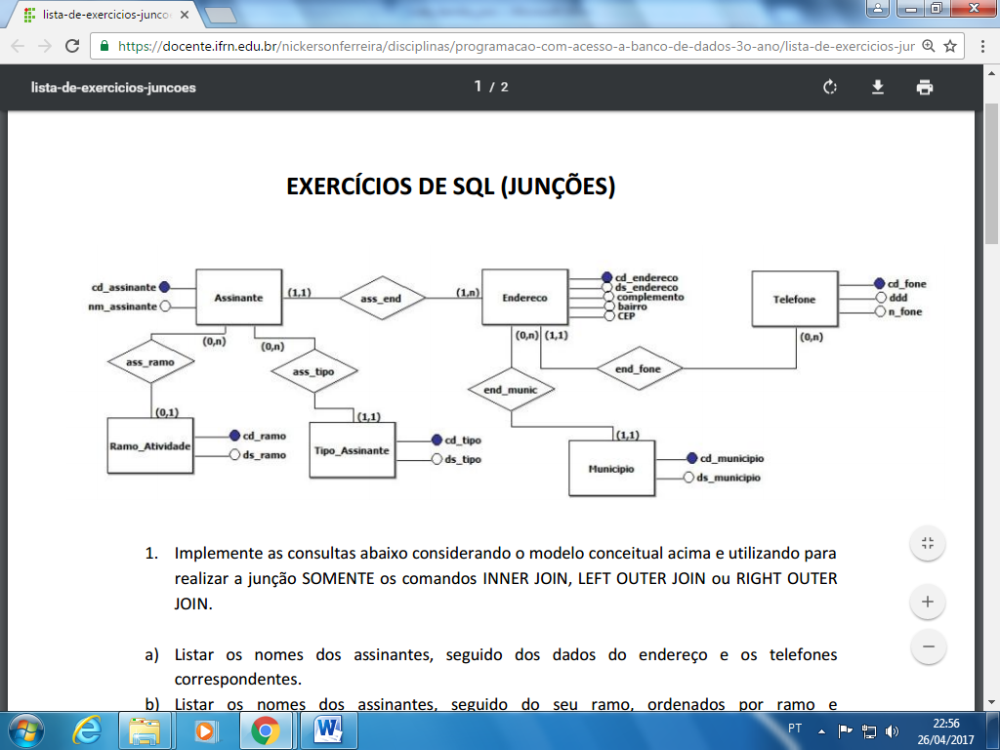 lista-de-exercicios-junco
https://docente.ifrn.edu.br/nickersonferreira/disciplinas/programacao-com-acesso-a-banco-de-dados-3o-ano/lista-de-exercicios-jur
lista-de-exercicios-juncoes
1 / 2
EXERCÍCIOS DE SQL (JUNÇÕES)
cd_assinante
nm_assinante
Assinante
(1,1)
ass_end
(1,n)
Endereco
cd_endereco
ds_endereco
complemento
bairro
CEP
Telefone
cd_fone
ddd
n_fone
(0,n)
(0,n)
(0,n)
(1,1)
(0,n)
ass_ramo
ass_tipo
end_munic
end_fone
(0,1)
(1,1)
(1,1)
Ramo_Atividade
cd_ramo
ds_ramo
Tipo_Assinante
cd_tipo
ds_tipo
Municipio
cd_municipio
ds_municipio
1. Implemente as consultas abaixo considerando o modelo conceitual acima e utilizando para
realizar a junção SOMENTE os comandos INNER JOIN, LEFT OUTER JOIN ou RIGHT OUTER
JOIN.
a) Listar os nomes dos assinantes, seguido dos dados do endereço e os telefones
correspondentes.
b) Listar os nomes dos assinantes, seguido do seu ramo, ordenados por ramo e
PT
22:56
26/04/2017